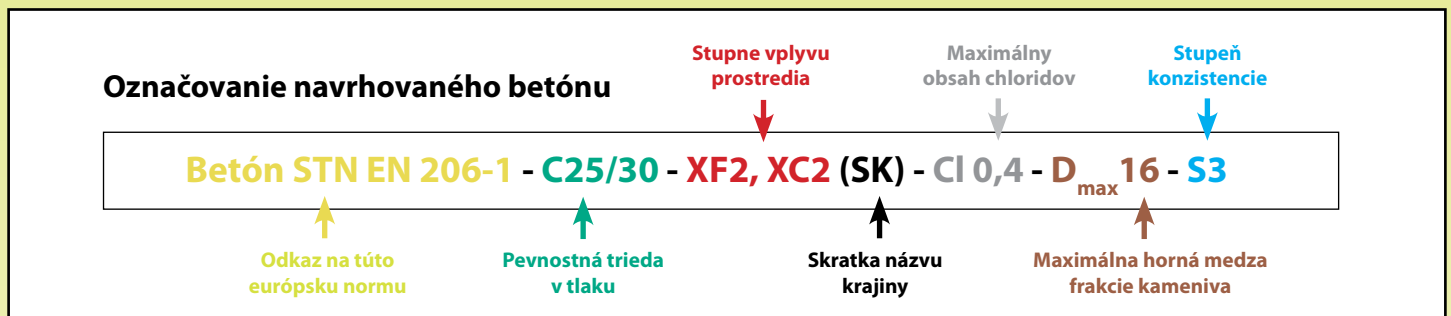 Stupne vplyvu
prostredia
Maximálny
obsah chloridov
Stupeň
konzistencie
Označovanie navrhovaného betónu
Betón STN EN 206-1 - C25/30 - XF2, XC2 (SK) - Cl 0,4 - Dmax 16 - S3
Odkaz na túto
európsku normu
Pevnostná trieda
v tlaku
Skratka názvu
krajiny
Maximálna horná medza
frakcie kameniva